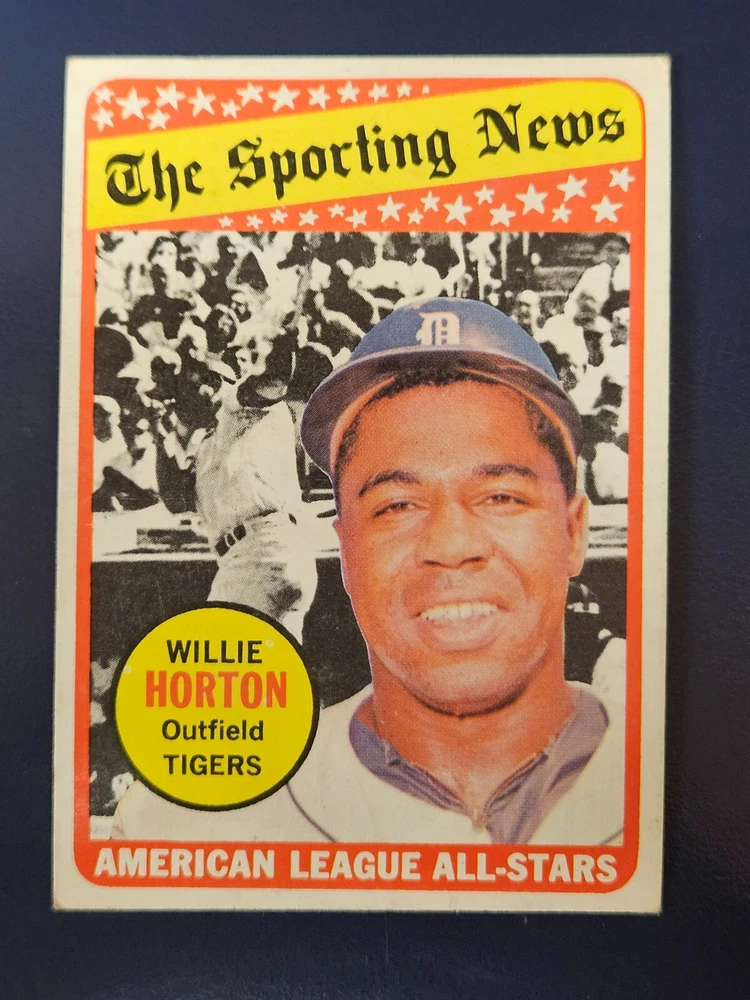 The Sporting News
D
WILLIE
HORTON
Outfield
TIGERS
AMERICAN LEAGUE ALL-STARS